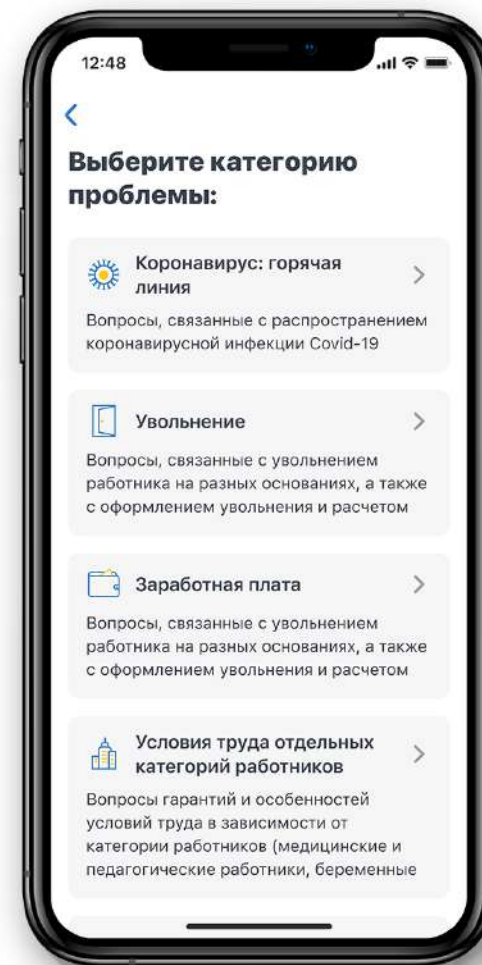 12:48
Выберите категорию
проблемы:
Коронавирус: горячая
линия
Вопросы, связанные с распространением
коронавирусной инфекции Covid-19
Увольнение
Вопросы, связанные с увольнением
работника на разных основаниях, а также
с оформлением увольнения и расчетом
Заработная плата
Вопросы, связанные с увольнением
работника на разных основаниях, а также
с оформлением увольнения и расчетом
Условия труда отдельных
категорий работников
Вопросы гарантий и особенностей
условий труда в зависимости от
категории работников (медицинские и
педагогические работники, беременные